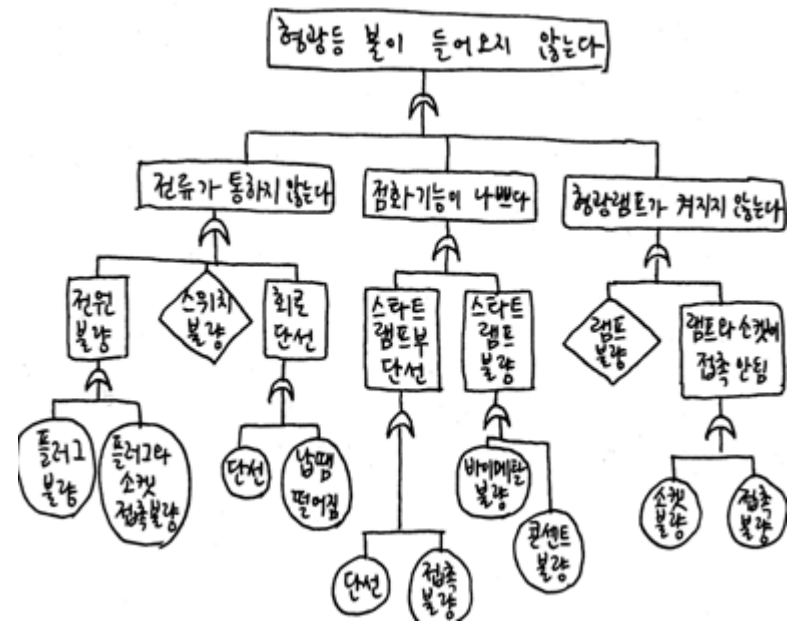 형광등 불이 들어오지 않는다
전류가 통하지 않는다
점화기능이 나쁘다
형광램프가 켜지지 않는다
전원
불량
스위치
불량
회로
단선
스타트
램프부
단선
스타트
램프
불량
램프
불량
램프와 소켓에
접촉 안됨
플러그
불량
플러그와
소켓
접촉불량
단선
납땜
떨어짐
단선
접촉
불량
바이메탈
불량
콘센트
불량
소켓
불량
접촉
불량